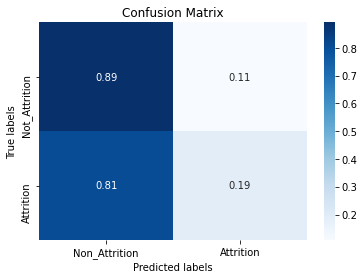 Confusion Matrix
True labels
Not_Attrition
Attrition
0.89
0.11
0.81
0.19
Non_Attrition
Attrition
Predicted labels
0.8
0.7
0.6
0.5
0.4
0.3
0.2